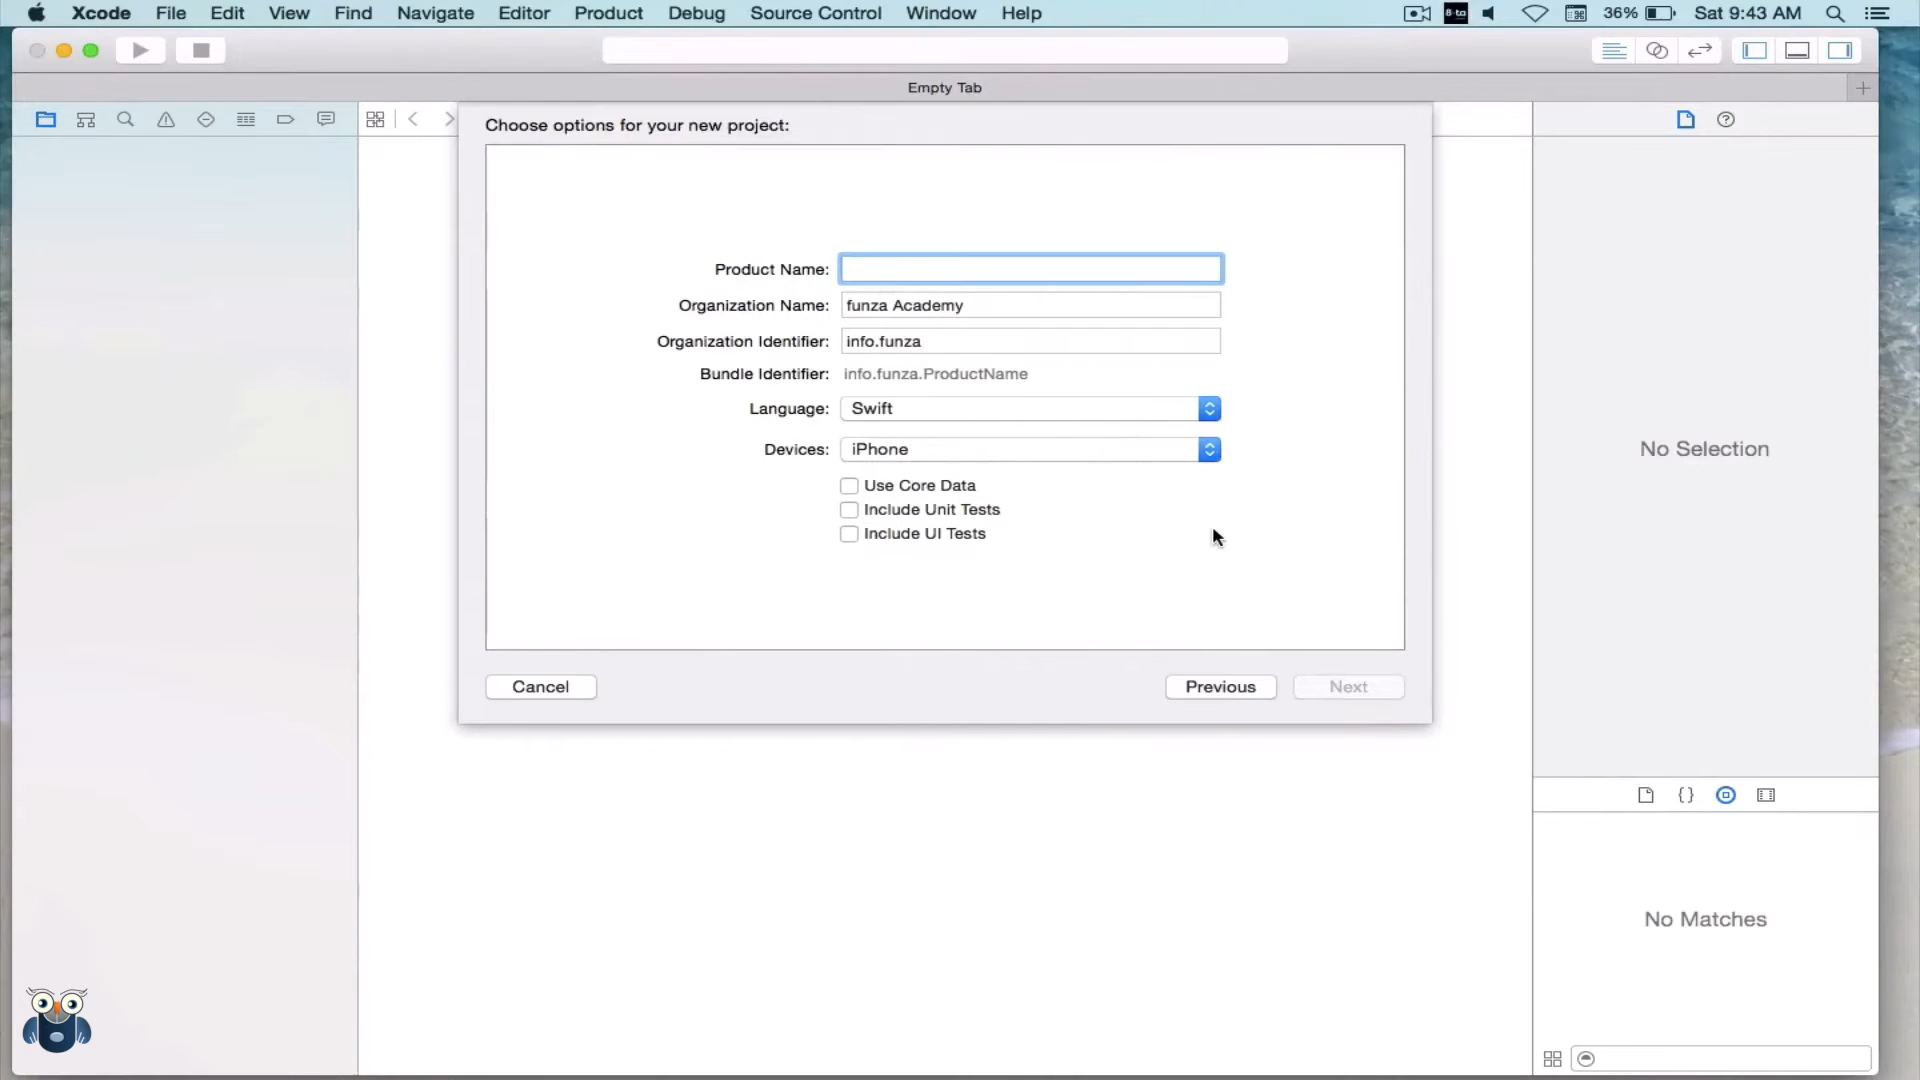 Xcode File Edit View Find Navigate Editor Product Debug Source Control Window Help 36% Sat 9:43 AM
Empty Tab
Choose options for your new project:
Product Name:
Organization Name: funza Academy
Organization Identifier: info.funza
Bundle Identifier: info.funza.ProductName
Language: Swift
Devices: iPhone
Use Core Data
Include Unit Tests
Include UI Tests
Cancel Previous Next
No Selection
No Matches